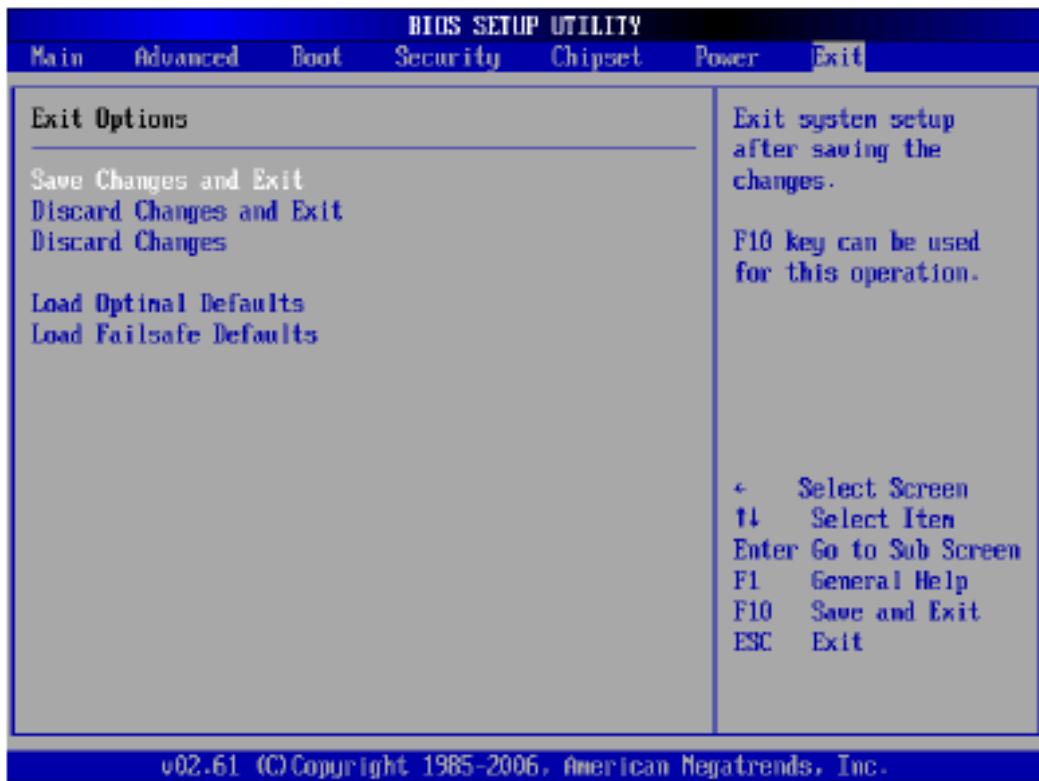 BIOS SETUP UTILITY
Main Advanced Boot Security Chipset Power Exit
Exit Options
Save Changes and Exit
Discard Changes and Exit
Discard Changes
Load Optimal Defaults
Load Failsafe Defaults
Exit system setup
after saving the
changes.
F10 key can be used
for this operation.
← Select Screen
↑↓ Select Item
Enter Go to Sub Screen
F1 General Help
F10 Save and Exit
ESC Exit
v02.61 (C)Copyright 1985-2006, American Megatrends, Inc.